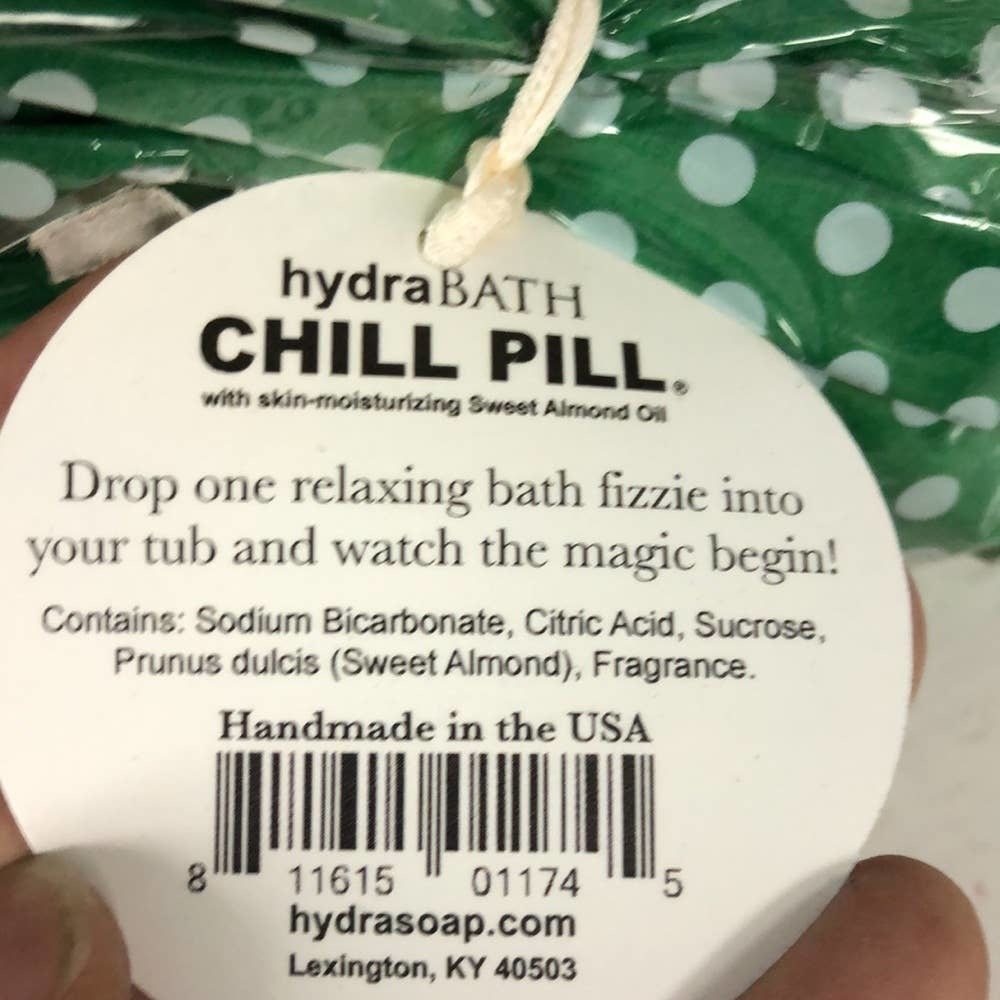 hydraBATH
CHILL PILL®
with skin-moisturizing Sweet Almond Oil
Drop one relaxing bath fizzie into
your tub and watch the magic begin!
Contains: Sodium Bicarbonate, Citric Acid, Sucrose,
Prunus dulcis (Sweet Almond), Fragrance.
Handmade in the USA
8 11615 01174 5
hydrasoap.com
Lexington, KY 40503